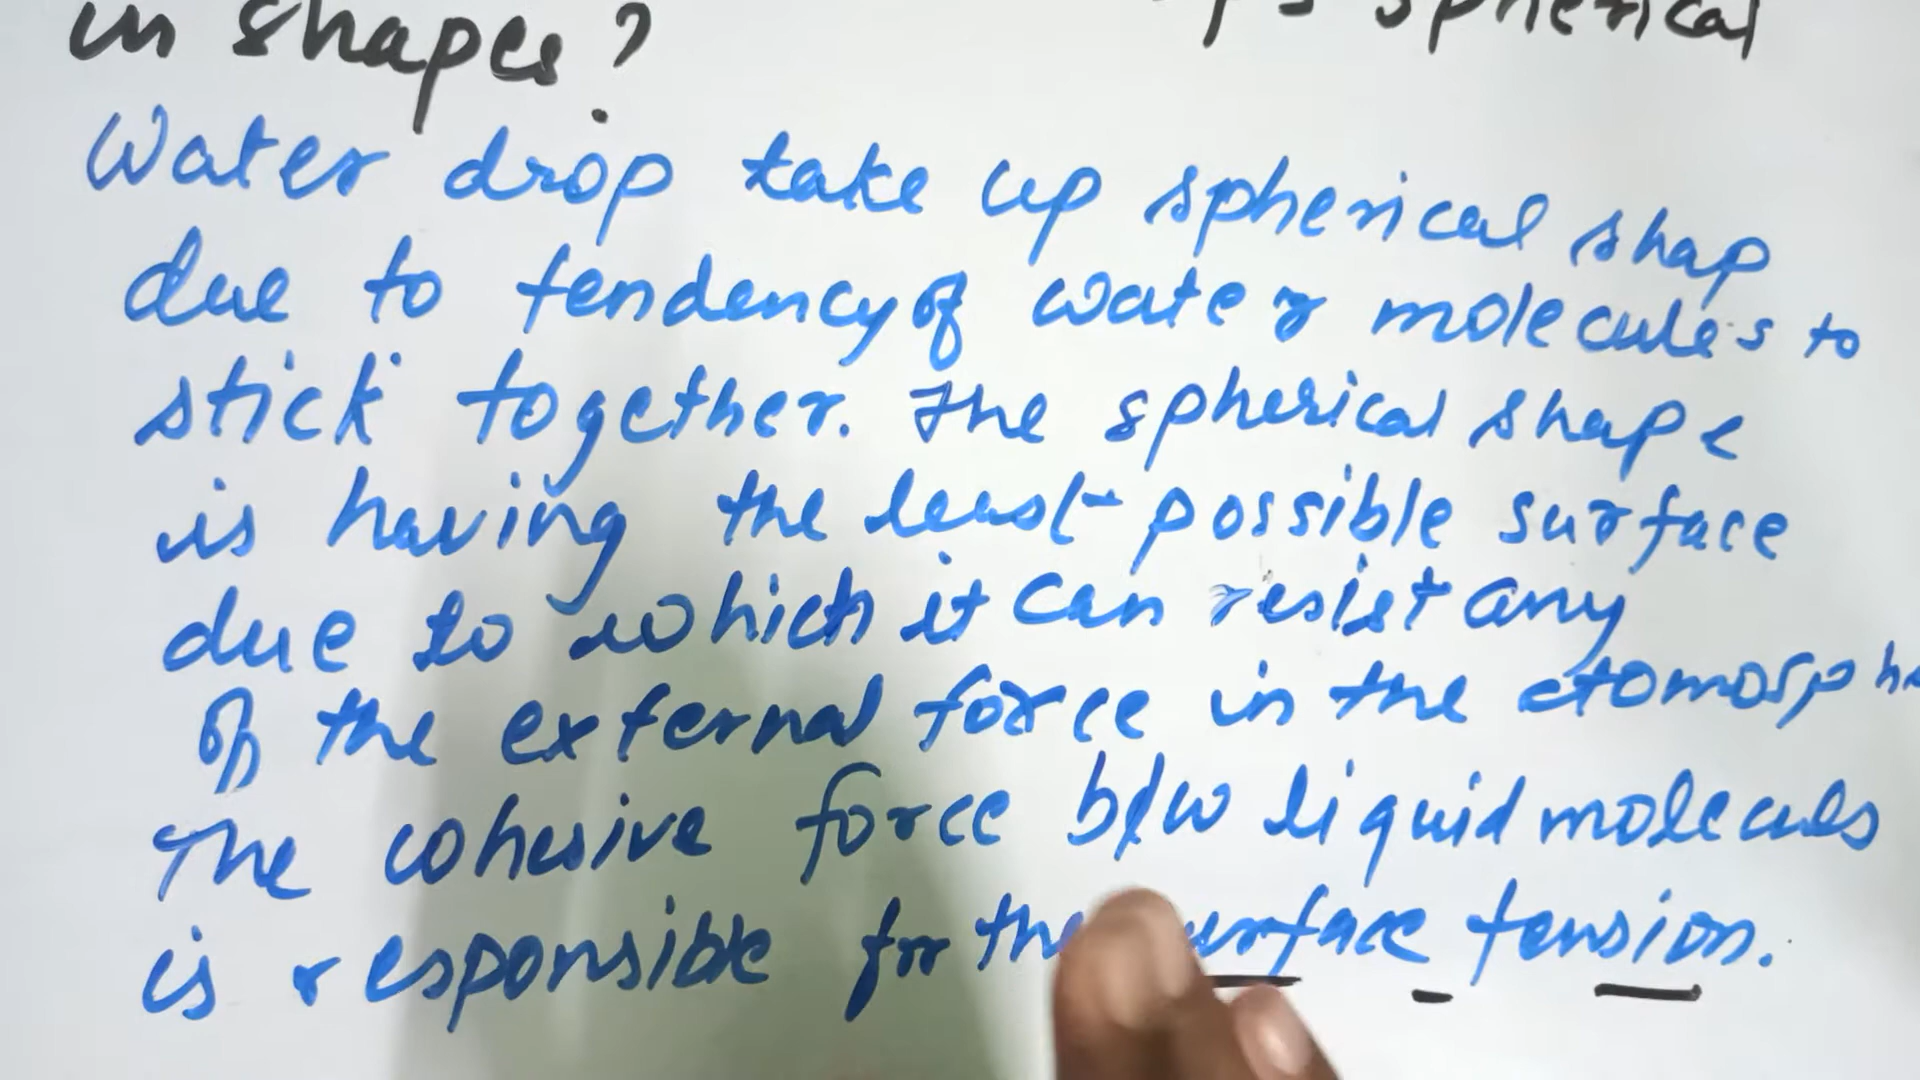 in shapes? spherical
Water drop take up spherical shap
due to tendency of water molecules to
stick together. The spherical shape
is having the least possible surface
due to which it can resist any
of the external force in the
The cohesive force b/w liquid molecules
is responsible for the surface tension.